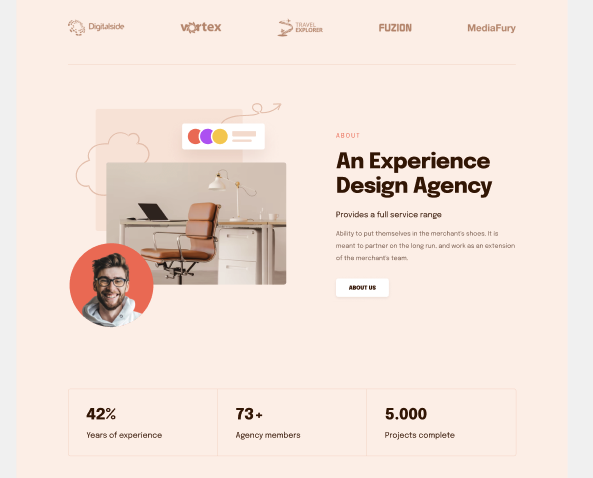 Digitalside
vortex
TRAVEL
EXPLORER
FUZION
MediaFury
ABOUT
An Experience
Design Agency
Provides a full service range
Ability to put themselves in the merchant's shoes. It is
meant to partner on the long run, and work as an extension
of the merchant's team.
ABOUT US
42%
Years of experience
73+
Agency members
5.000
Projects complete